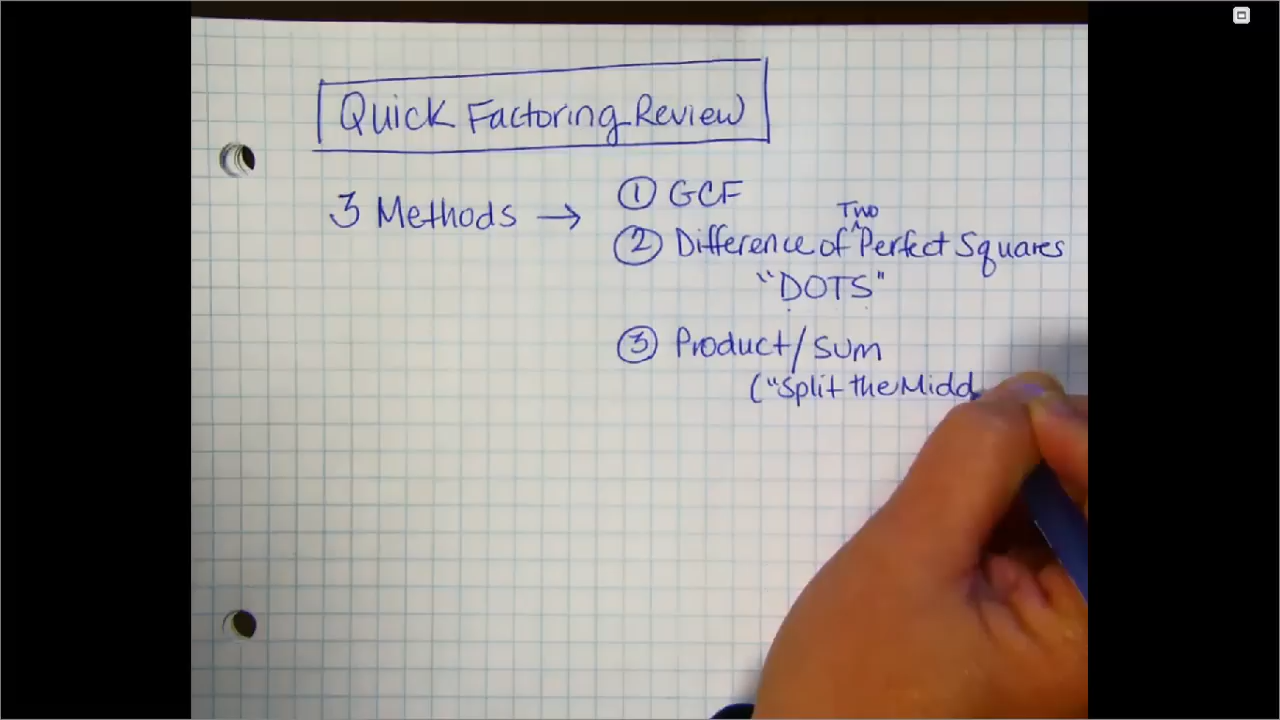 Quick Factoring Review
3 Methods → ① GCF
Two
② Difference of ^ Perfect Squares
"DOTS"
③ Product/Sum
("Split the Midd